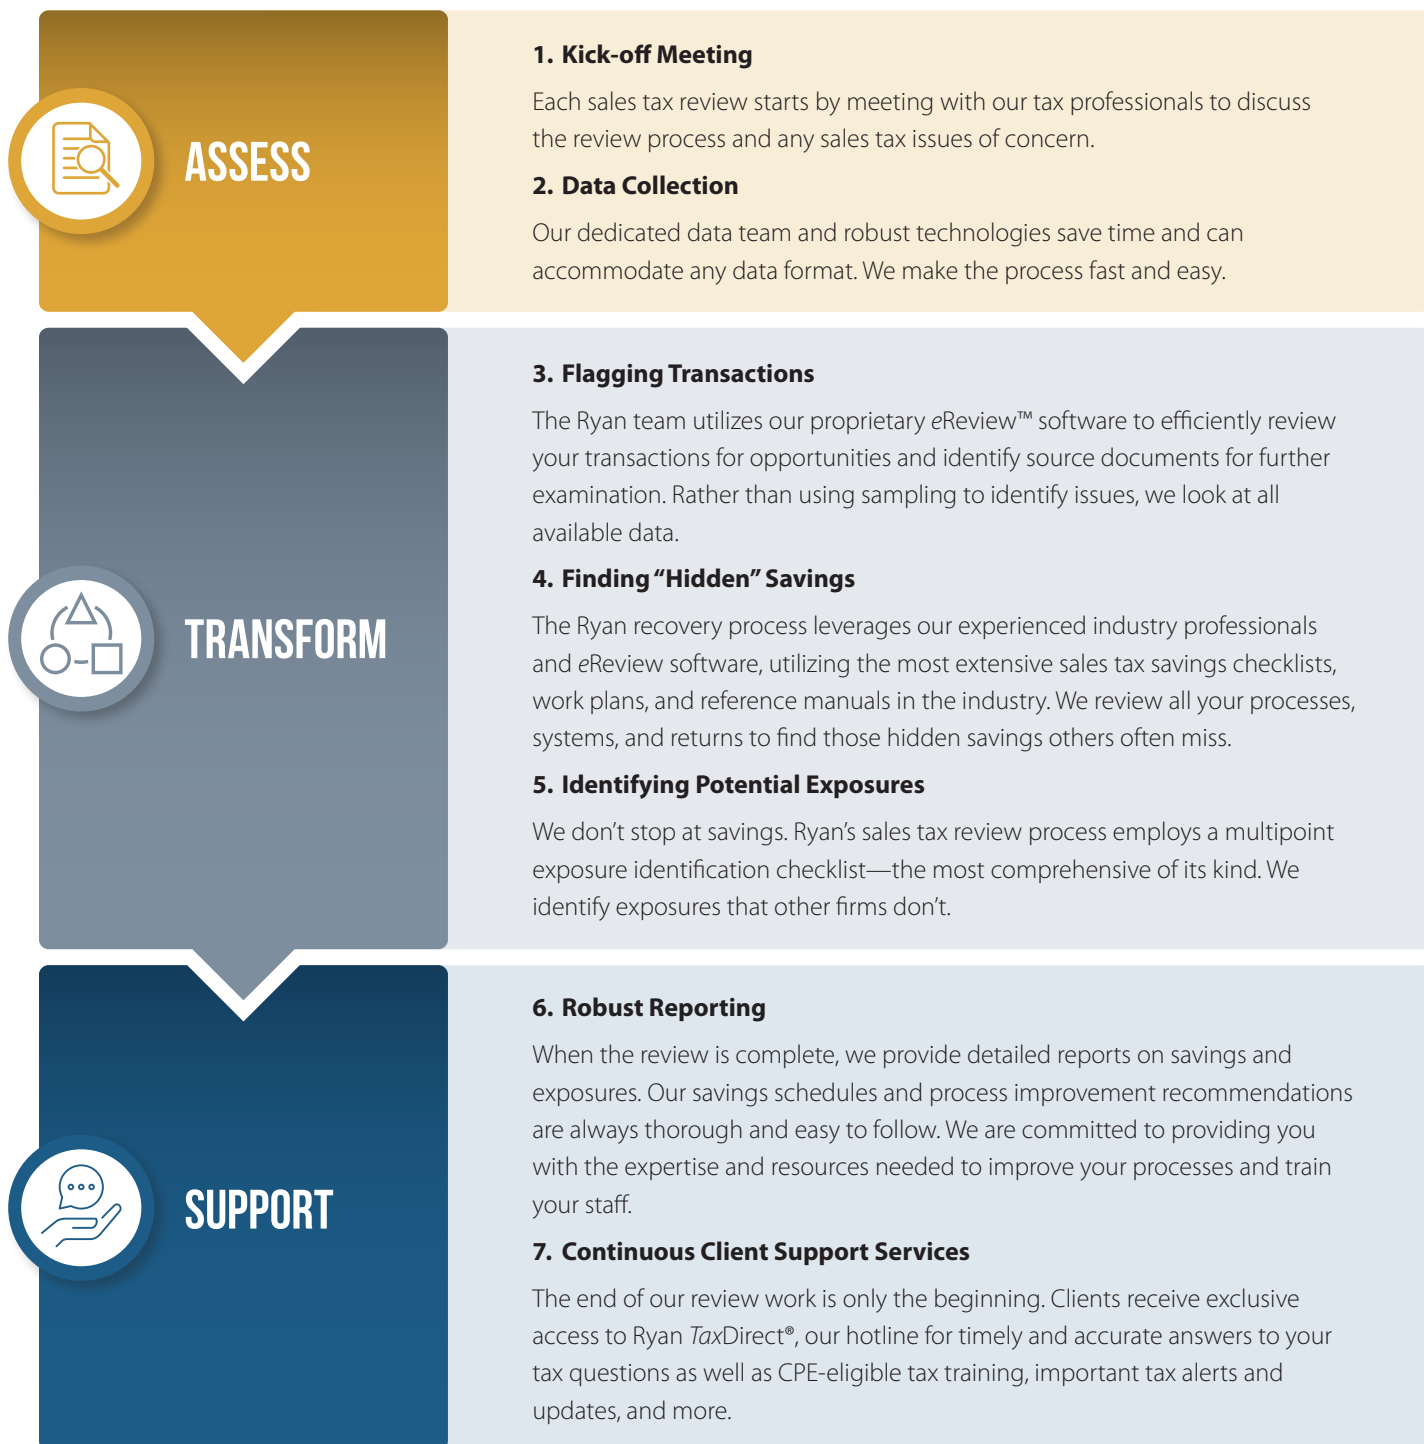 ASSESS
1. Kick-off Meeting
Each sales tax review starts by meeting with our tax professionals to discuss
the review process and any sales tax issues of concern.
2. Data Collection
Our dedicated data team and robust technologies save time and can
accommodate any data format. We make the process fast and easy.
TRANSFORM
3. Flagging Transactions
The Ryan team utilizes our proprietary eReview™ software to efficiently review
your transactions for opportunities and identify source documents for further
examination. Rather than using sampling to identify issues, we look at all
available data.
4. Finding “Hidden” Savings
The Ryan recovery process leverages our experienced industry professionals
and eReview software, utilizing the most extensive sales tax savings checklists,
work plans, and reference manuals in the industry. We review all your processes,
systems, and returns to find those hidden savings others often miss.
5. Identifying Potential Exposures
We don’t stop at savings. Ryan’s sales tax review process employs a multipoint
exposure identification checklist—the most comprehensive of its kind. We
identify exposures that other firms don’t.
SUPPORT
6. Robust Reporting
When the review is complete, we provide detailed reports on savings and
exposures. Our savings schedules and process improvement recommendations
are always thorough and easy to follow. We are committed to providing you
with the expertise and resources needed to improve your processes and train
your staff.
7. Continuous Client Support Services
The end of our review work is only the beginning. Clients receive exclusive
access to Ryan TaxDirect®, our hotline for timely and accurate answers to your
tax questions as well as CPE-eligible tax training, important tax alerts and
updates, and more.